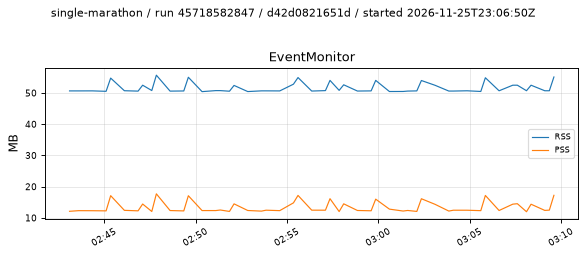 single-marathon / run 45718582847 / d42d0821651d / started 2026-11-25T23:06:50Z
EventMonitor
MB
50
40
30
20
10
RSS
PSS
02:45
02:50
02:55
03:00
03:05
03:10